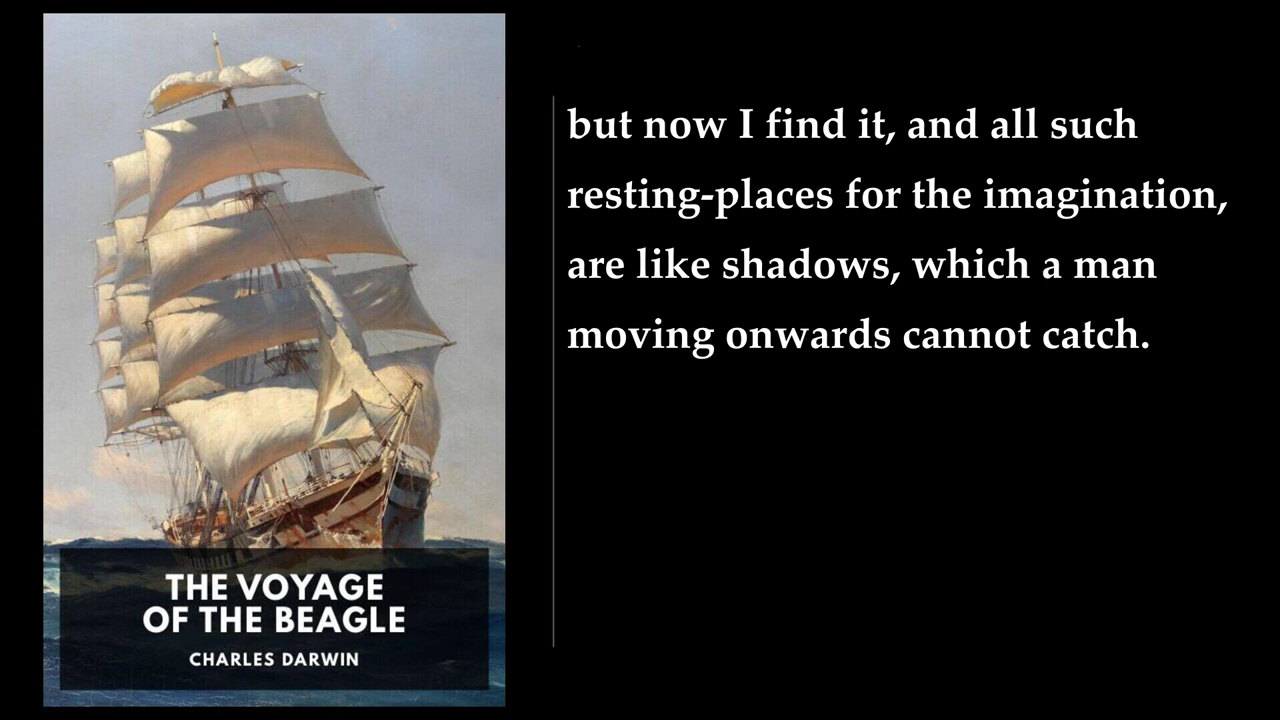 but now I find it, and all such
resting-places for the imagination,
are like shadows, which a man
moving onwards cannot catch.
THE VOYAGE
OF THE BEAGLE
CHARLES DARWIN